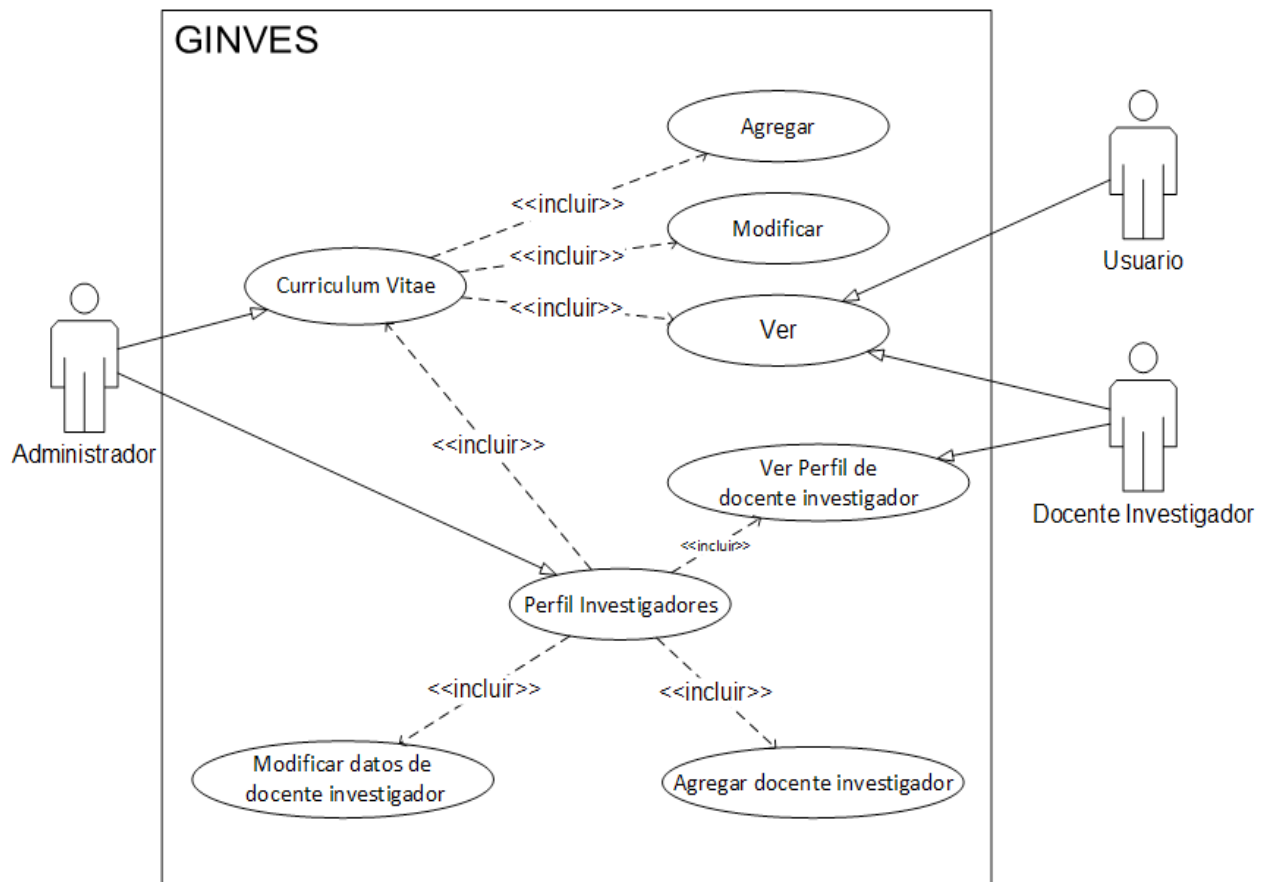 GINVES
Agregar
<<incluir>>
Modificar
<<incluir>>
Usuario
Curriculum Vitae
<<incluir>>
Ver
Administrador
<<incluir>>
Ver Perfil de
docente investigador
Docente Investigador
<<incluir>>
Perfil Investigadores
<<incluir>>
<<incluir>>
Modificar datos de
docente investigador
Agregar docente investigador